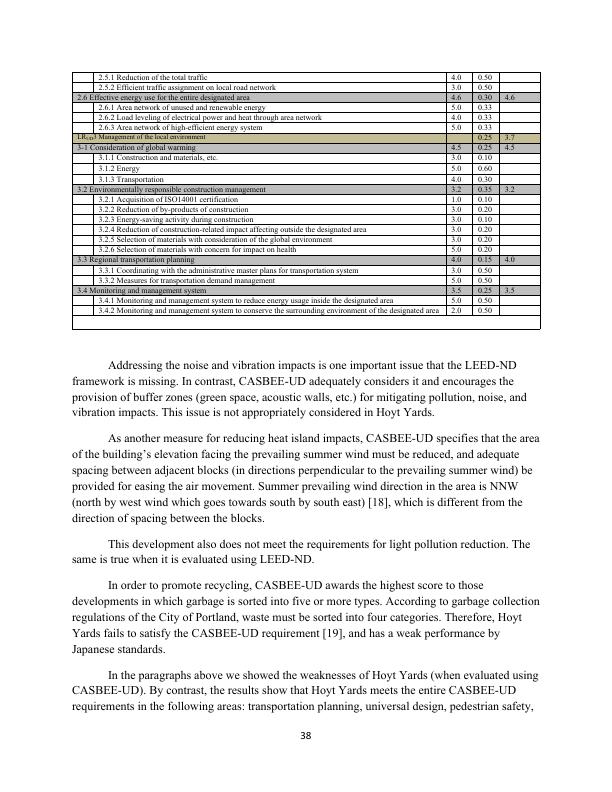 2.5.1 Reduction of the total traffic 4.0 0.50
2.5.2 Efficient traffic assignment on local road network 3.0 0.50
2.6 Effective energy use for the entire designated area 4.6 0.30 4.6
2.6.1 Area network of unused and renewable energy 5.0 0.33
2.6.2 Load leveling of electrical power and heat through area network 4.0 0.33
2.6.3 Area network of high-efficient energy system 5.0 0.33
LRUD3 Management of the local environment 0.25 3.7
3-1 Consideration of global warming 4.5 0.25 4.5
3.1.1 Construction and materials, etc. 3.0 0.10
3.1.2 Energy 5.0 0.60
3.1.3 Transportation 4.0 0.30
3.2 Environmentally responsible construction management 3.2 0.35 3.2
3.2.1 Acquisition of ISO14001 certification 1.0 0.10
3.2.2 Reduction of by-products of construction 3.0 0.20
3.2.3 Energy-saving activity during construction 3.0 0.10
3.2.4 Reduction of construction-related impact affecting outside the designated area 3.0 0.20
3.2.5 Selection of materials with consideration of the global environment 3.0 0.20
3.2.6 Selection of materials with concern for impact on health 5.0 0.20
3.3 Regional transportation planning 4.0 0.15 4.0
3.3.1 Coordinating with the administrative master plans for transportation system 3.0 0.50
3.3.2 Measures for transportation demand management 5.0 0.50
3.4 Monitoring and management system 3.5 0.25 3.5
3.4.1 Monitoring and management system to reduce energy usage inside the designated area 5.0 0.50
3.4.2 Monitoring and management system to conserve the surrounding environment of the designated area 2.0 0.50
Addressing the noise and vibration impacts is one important issue that the LEED-ND
framework is missing. In contrast, CASBEE-UD adequately considers it and encourages the
provision of buffer zones (green space, acoustic walls, etc.) for mitigating pollution, noise, and
vibration impacts. This issue is not appropriately considered in Hoyt Yards.
As another measure for reducing heat island impacts, CASBEE-UD specifies that the area
of the building's elevation facing the prevailing summer wind must be reduced, and adequate
spacing between adjacent blocks (in directions perpendicular to the prevailing summer wind) be
provided for easing the air movement. Summer prevailing wind direction in the area is NNW
(north by west wind which goes towards south by south east) [18], which is different from the
direction of spacing between the blocks.
This development also does not meet the requirements for light pollution reduction. The
same is true when it is evaluated using LEED-ND.
In order to promote recycling, CASBEE-UD awards the highest score to those
developments in which garbage is sorted into five or more types. According to garbage collection
regulations of the City of Portland, waste must be sorted into four categories. Therefore, Hoyt
Yards fails to satisfy the CASBEE-UD requirement [19], and has a weak performance by
Japanese standards.
In the paragraphs above we showed the weaknesses of Hoyt Yards (when evaluated using
CASBEE-UD). By contrast, the results show that Hoyt Yards meets the entire CASBEE-UD
requirements in the following areas: transportation planning, universal design, pedestrian safety,
38